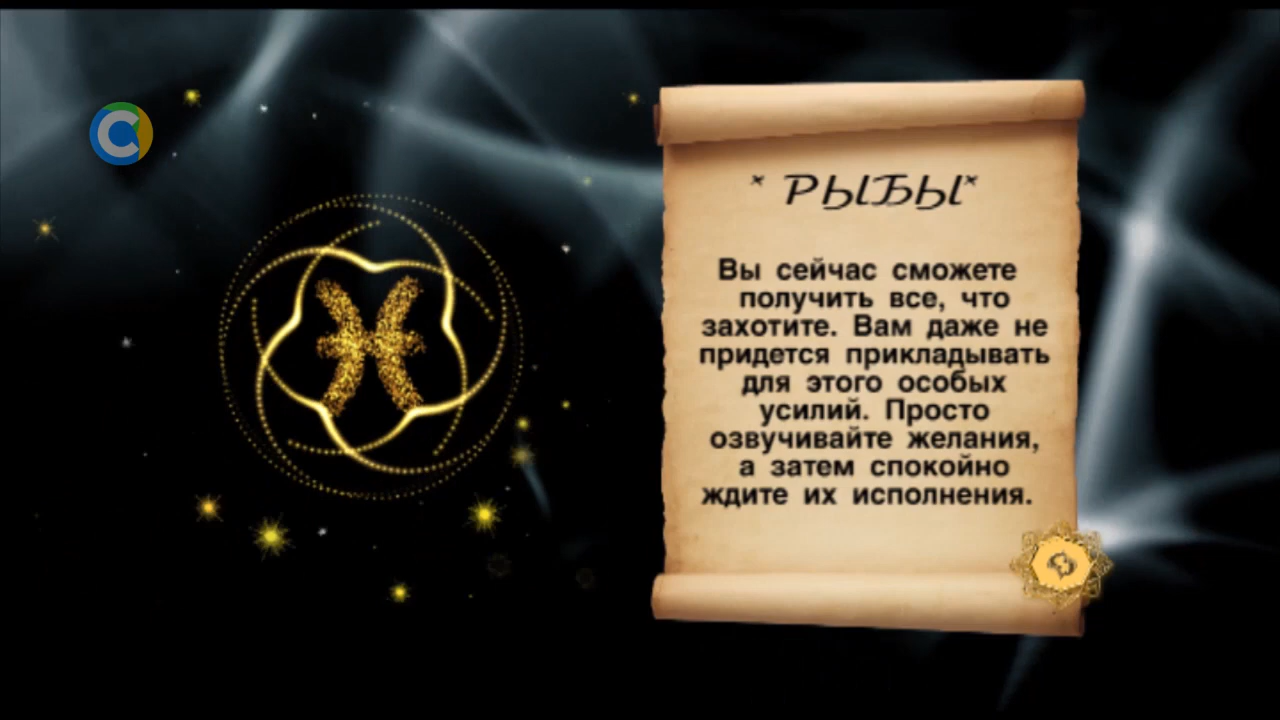 * РЫБЫ *
Вы сейчас сможете
получить все, что
захотите. Вам даже не
придется прикладывать
для этого особых
усилий. Просто
озвучивайте желания,
а затем спокойно
ждите их исполнения.